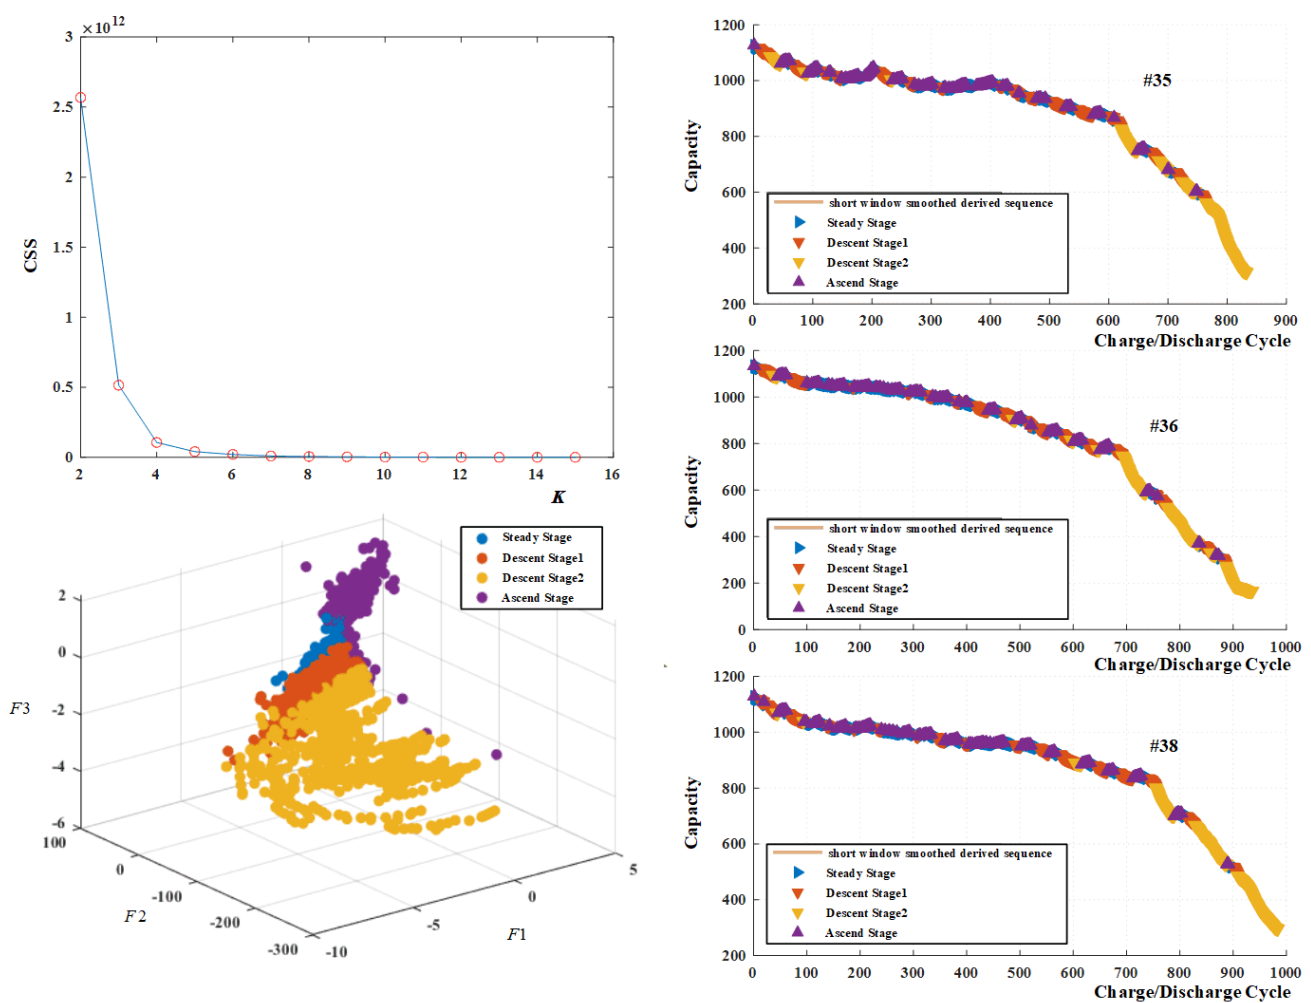 ×10^12
3
2.5
2
1.5
1
0.5
0
CSS
2 4 6 8 10 12 14 16
K
Steady Stage
Descent Stage1
Descent Stage2
Ascend Stage
2
0
-2
-4
-6
F3
100
0
-100
-200
-300
F2
-10
-5
0
5
F1
1200
1000
800
600
400
200
Capacity
#35
short window smoothed derived sequence
Steady Stage
Descent Stage1
Descent Stage2
Ascend Stage
0 100 200 300 400 500 600 700 800 900
Charge/Discharge Cycle
1200
1000
800
600
400
200
0
Capacity
#36
short window smoothed derived sequence
Steady Stage
Descent Stage1
Descent Stage2
Ascend Stage
0 100 200 300 400 500 600 700 800 900 1000
Charge/Discharge Cycle
1200
1000
800
600
400
200
Capacity
#38
short window smoothed derived sequence
Steady Stage
Descent Stage1
Descent Stage2
Ascend Stage
0 100 200 300 400 500 600 700 800 900 1000
Charge/Discharge Cycle